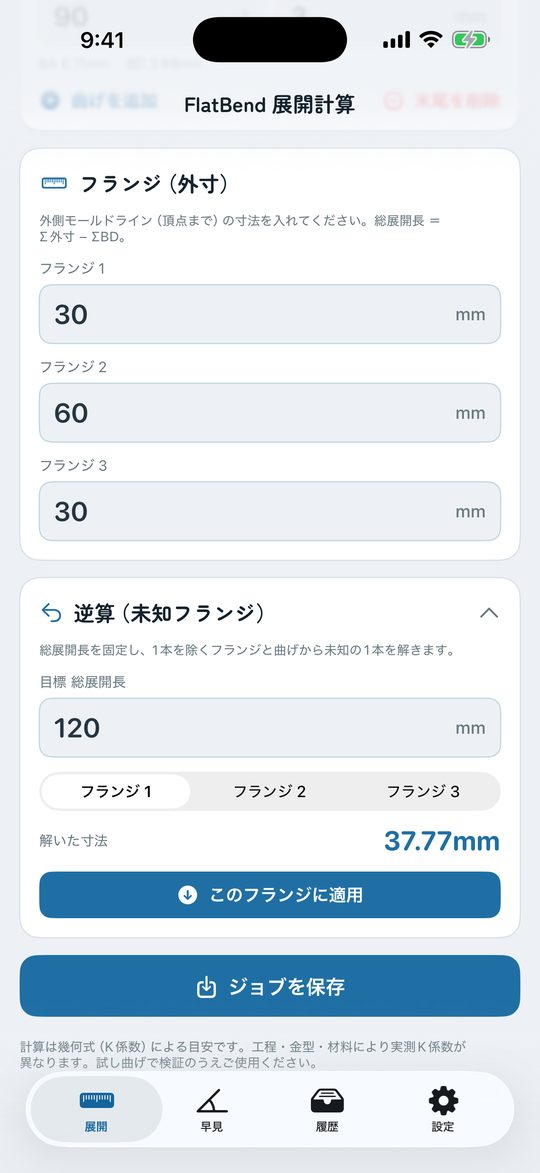 90
9:41
曲げを追加
FlatBend 展開計算
末尾を削除
フランジ（外寸）
外側モールドライン（頂点まで）の寸法を入れてください。総展開長 ＝
Σ外寸 − ΣBD。
フランジ 1
30
mm
フランジ 2
60
mm
フランジ 3
30
mm
逆算（未知フランジ）
総展開長を固定し、1本を除くフランジと曲げから未知の1本を解きます。
目標 総展開長
120
mm
フランジ 1
フランジ 2
フランジ 3
解いた寸法
37.77mm
このフランジに適用
ジョブを保存
計算は幾何式（K係数）による目安です。工程・金型・材料により実測K係数が
異なります。試し曲げで検証のうえご使用ください。
展開
早見
履歴
設定